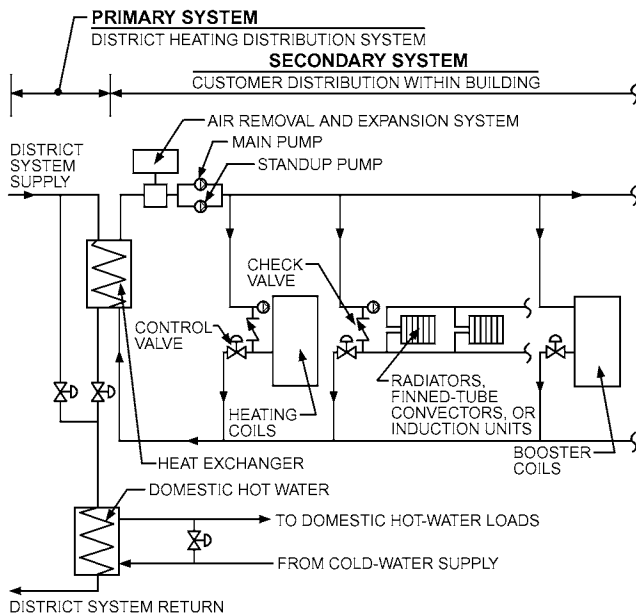 PRIMARY SYSTEM
DISTRICT HEATING DISTRIBUTION SYSTEM
SECONDARY SYSTEM
CUSTOMER DISTRIBUTION WITHIN BUILDING
AIR REMOVAL AND EXPANSION SYSTEM
MAIN PUMP
STANDUP PUMP
DISTRICT
SYSTEM
SUPPLY
CHECK
VALVE
CONTROL
VALVE
HEATING
COILS
RADIATORS,
FINNED-TUBE
CONVECTORS, OR
INDUCTION UNITS
BOOSTER
COILS
HEAT EXCHANGER
DOMESTIC HOT WATER
TO DOMESTIC HOT-WATER LOADS
FROM COLD-WATER SUPPLY
DISTRICT SYSTEM RETURN